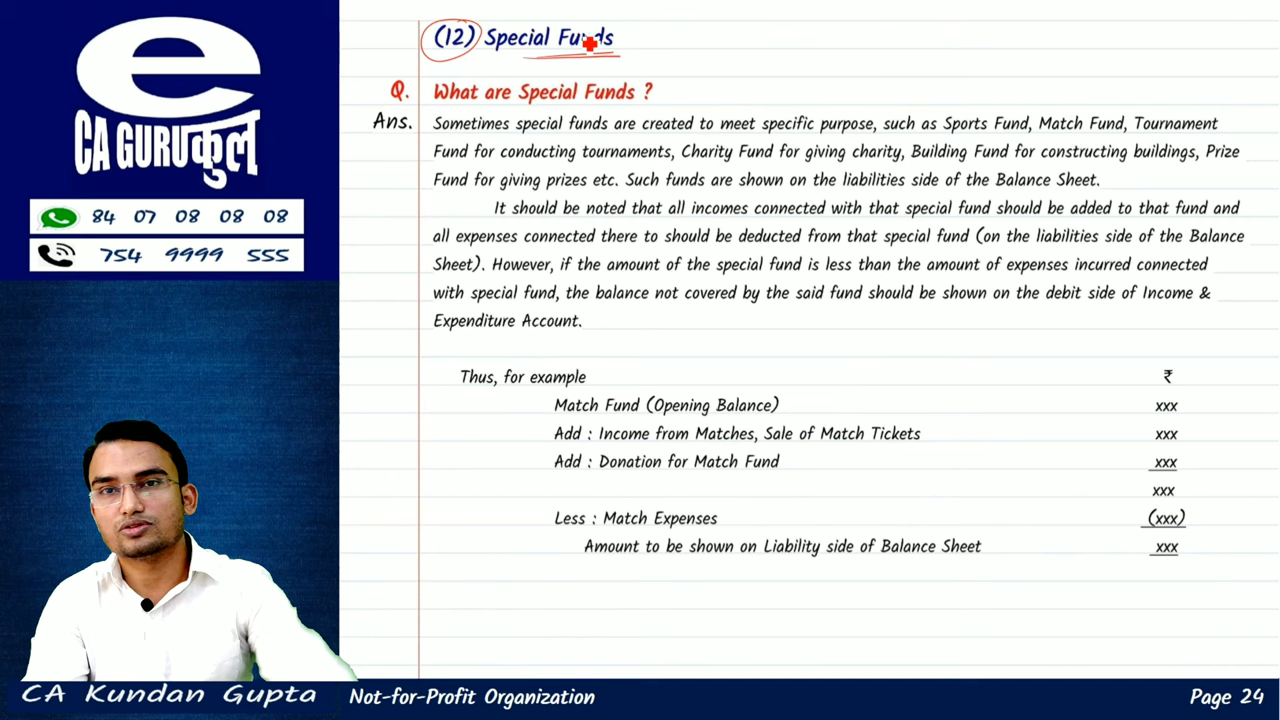 e
CA GURUकुल
84 07 08 08 08
754 9999 555
(12) Special Funds
Q. What are Special Funds ?
Ans. Sometimes special funds are created to meet specific purpose, such as Sports Fund, Match Fund, Tournament
Fund for conducting tournaments, Charity Fund for giving charity, Building Fund for constructing buildings, Prize
Fund for giving prizes etc. Such funds are shown on the liabilities side of the Balance Sheet.
It should be noted that all incomes connected with that special fund should be added to that fund and
all expenses connected there to should be deducted from that special fund (on the liabilities side of the Balance
Sheet). However, if the amount of the special fund is less than the amount of expenses incurred connected
with special fund, the balance not covered by the said fund should be shown on the debit side of Income &
Expenditure Account.
Thus, for example ₹
Match Fund (Opening Balance) xxx
Add : Income from Matches, Sale of Match Tickets xxx
Add : Donation for Match Fund xxx
xxx
Less : Match Expenses (xxx)
Amount to be shown on Liability side of Balance Sheet xxx
CA Kundan Gupta Not-for-Profit Organization Page 24